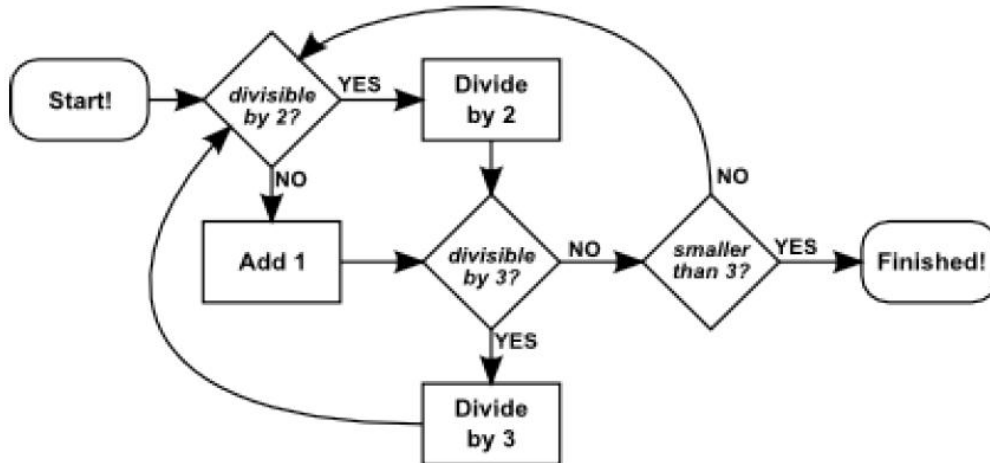 Start!
divisible
by 2?
YES
Divide
by 2
NO
Add 1
divisible
by 3?
NO
smaller
than 3?
NO
YES
Finished!
YES
Divide
by 3